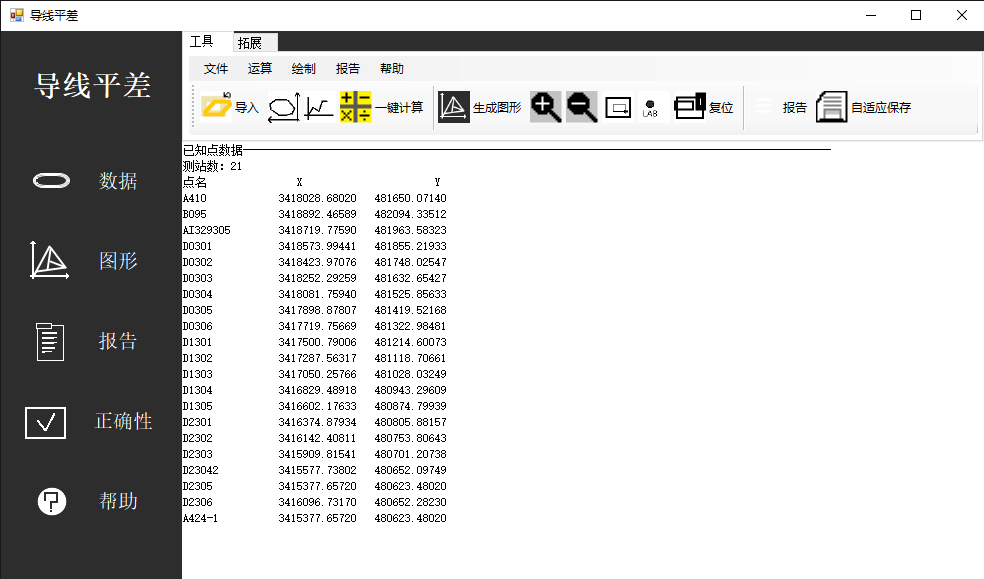 导线平差
工具 拓展
文件 运算 绘制 报告 帮助
导入 一键计算 生成图形 LAB 复位 报告 自适应保存
导线平差
数据
图形
报告
正确性
帮助
已知点数据
测站数: 21
点名 X Y
A410 3418028.68020 481650.07140
B095 3418892.46589 482094.33512
AI329305 3418719.77590 481963.58323
D0301 3418573.99441 481855.21933
D0302 3418423.97076 481748.02547
D0303 3418252.29259 481632.65427
D0304 3418081.75940 481525.85633
D0305 3417898.87807 481419.52168
D0306 3417719.75669 481322.98481
D1301 3417500.79006 481214.60073
D1302 3417287.56317 481118.70661
D1303 3417050.25766 481028.03249
D1304 3416829.48918 480943.29609
D1305 3416602.17633 480874.79939
D2301 3416374.87934 480805.88157
D2302 3416142.40811 480753.80643
D2303 3415909.81541 480701.20738
D23042 3415577.73802 480652.09749
D2305 3415377.65720 480623.48020
D2306 3416096.73170 480652.28230
A424-1 3415377.65720 480623.48020